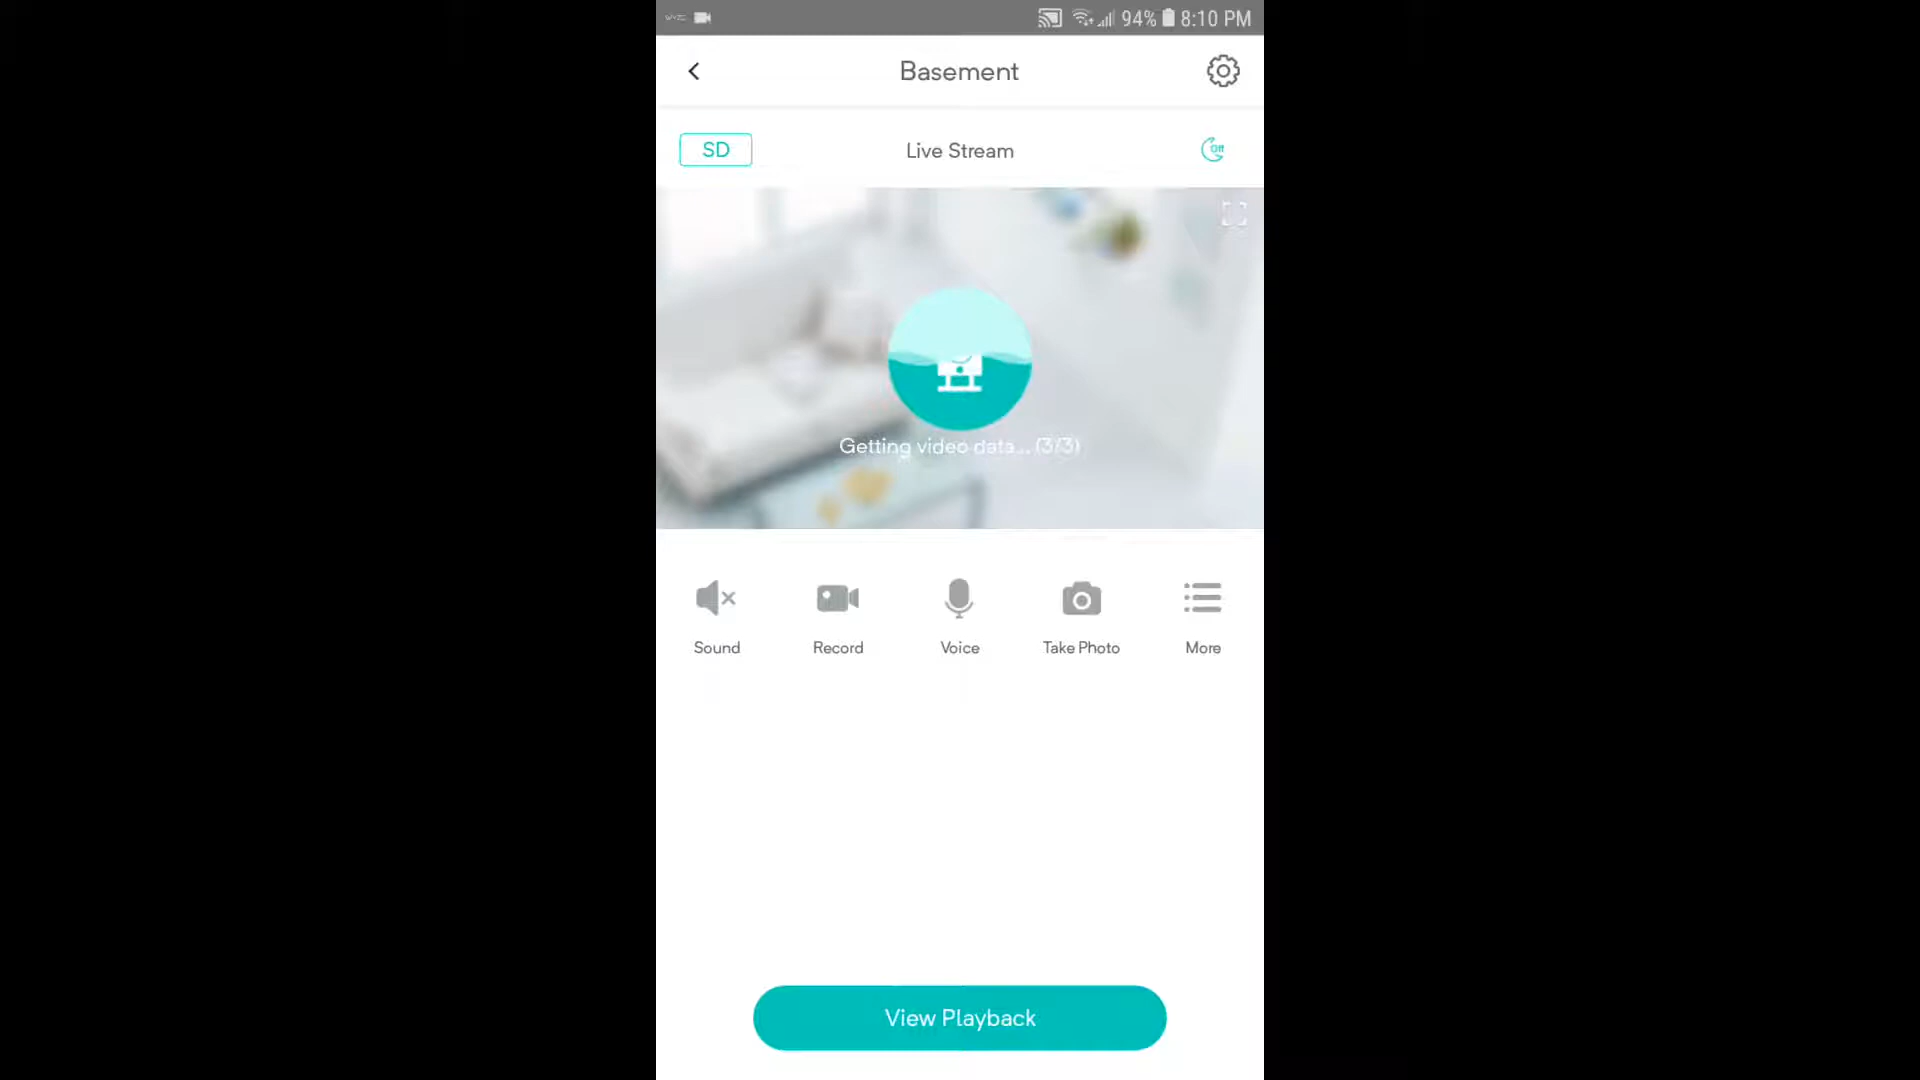 94% 8:10 PM
Basement
SD Live Stream Off
Getting video data... (3/3)
Sound Record Voice Take Photo More
View Playback